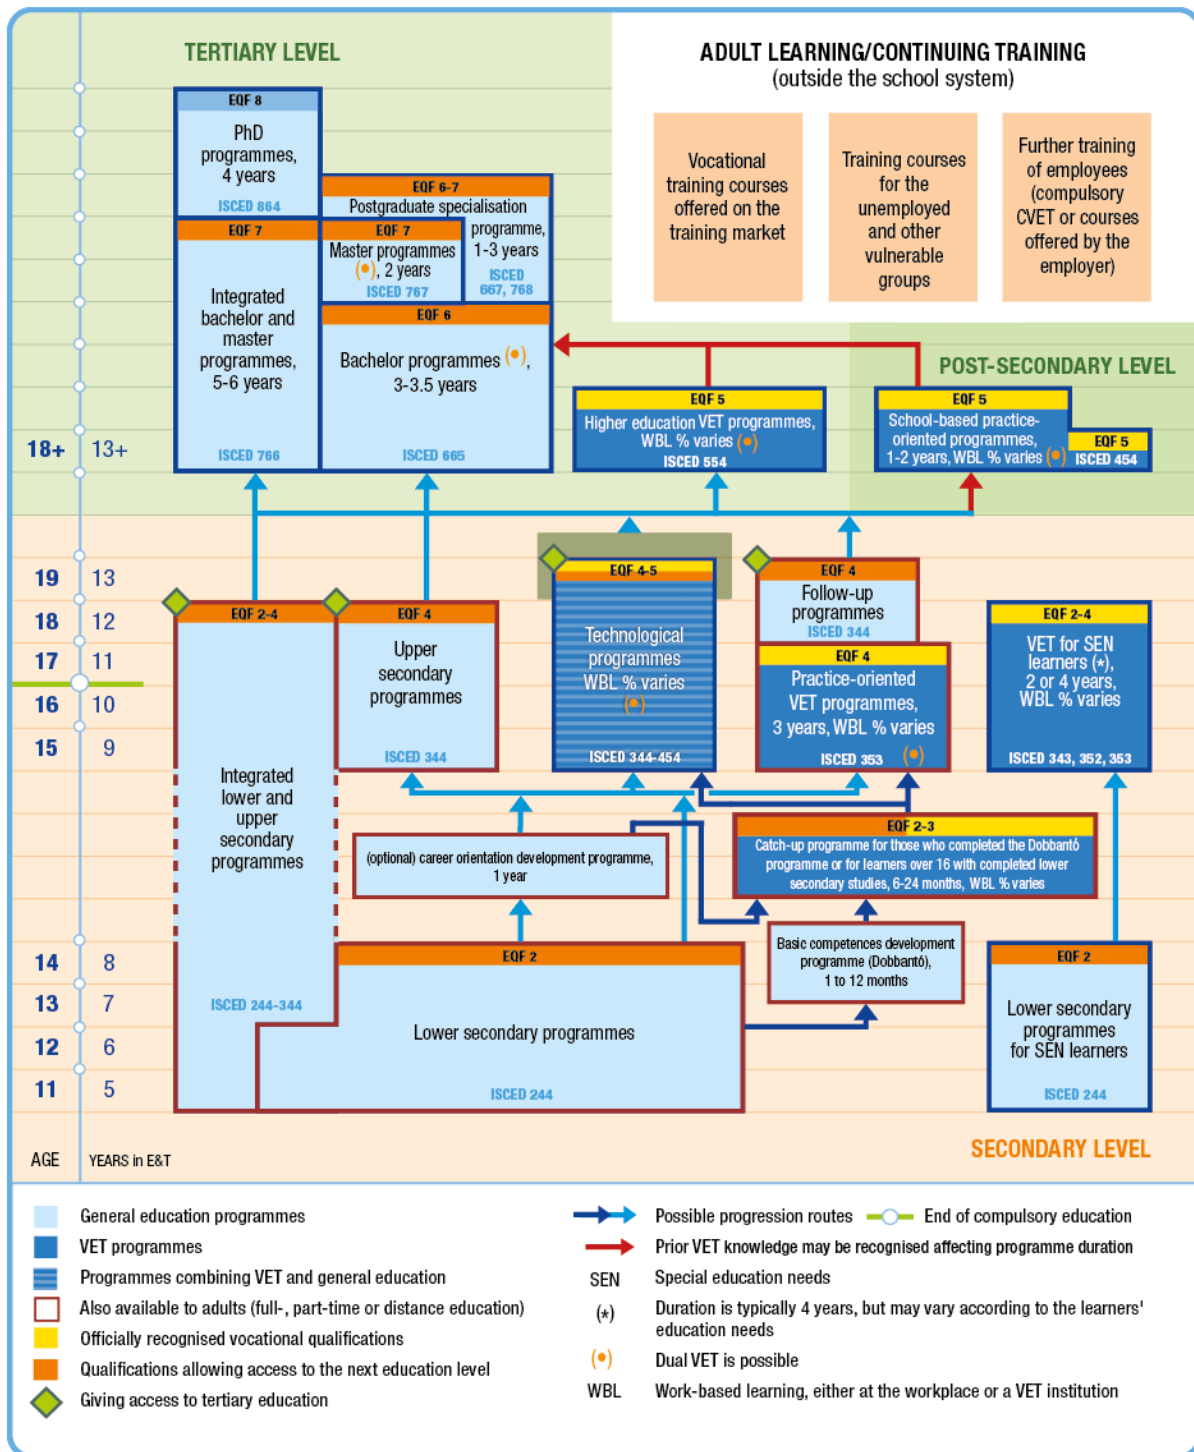 TERTIARY LEVEL
ADULT LEARNING/CONTINUING TRAINING
(outside the school system)
Vocational
training courses
offered on the
training market
Training courses
for the
unemployed
and other
vulnerable
groups
Further training
of employees
(compulsory
CVET or courses
offered by the
employer)
EQF 8
PhD
programmes,
4 years
ISCED 864
EQF 6-7
Postgraduate specialisation
programme,
1-3 years
ISCED
667, 768
EQF 7
Integrated
bachelor and
master
programmes,
5-6 years
ISCED 766
EQF 7
Master programmes
(•), 2 years
ISCED 767
EQF 6
Bachelor programmes (•),
3-3.5 years
ISCED 665
POST-SECONDARY LEVEL
EQF 5
Higher education VET programmes,
WBL % varies (•)
ISCED 554
EQF 5
School-based practice-
oriented programmes,
1-2 years, WBL % varies (•)
EQF 5
ISCED 454
18+ 13+
19 13
18 12
17 11
16 10
15 9
14 8
13 7
12 6
11 5
AGE YEARS in E&T
EQF 2-4
Integrated
lower and
upper
secondary
programmes
ISCED 244-344
EQF 4
Upper
secondary
programmes
ISCED 344
EQF 4-5
Technological
programmes
WBL % varies
(•)
ISCED 344-454
EQF 4
Follow-up
programmes
ISCED 344
EQF 4
Practice-oriented
VET programmes,
3 years, WBL % varies
ISCED 353 (•)
EQF 2-4
VET for SEN
learners (*),
2 or 4 years,
WBL % varies
ISCED 343, 352, 353
(optional) career orientation development programme,
1 year
EQF 2-3
Catch-up programme for those who completed the Dobbantó
programme or for learners over 16 with completed lower
secondary studies, 6-24 months, WBL % varies
Basic competences development
programme (Dobbantó),
1 to 12 months
EQF 2
Lower secondary programmes
ISCED 244
EQF 2
Lower secondary
programmes
for SEN learners
ISCED 244
SECONDARY LEVEL
General education programmes
VET programmes
Programmes combining VET and general education
Also available to adults (full-, part-time or distance education)
Officially recognised vocational qualifications
Qualifications allowing access to the next education level
Giving access to tertiary education
Possible progression routes
End of compulsory education
Prior VET knowledge may be recognised affecting programme duration
SEN Special education needs
(*) Duration is typically 4 years, but may vary according to the learners'
education needs
(•) Dual VET is possible
WBL Work-based learning, either at the workplace or a VET institution